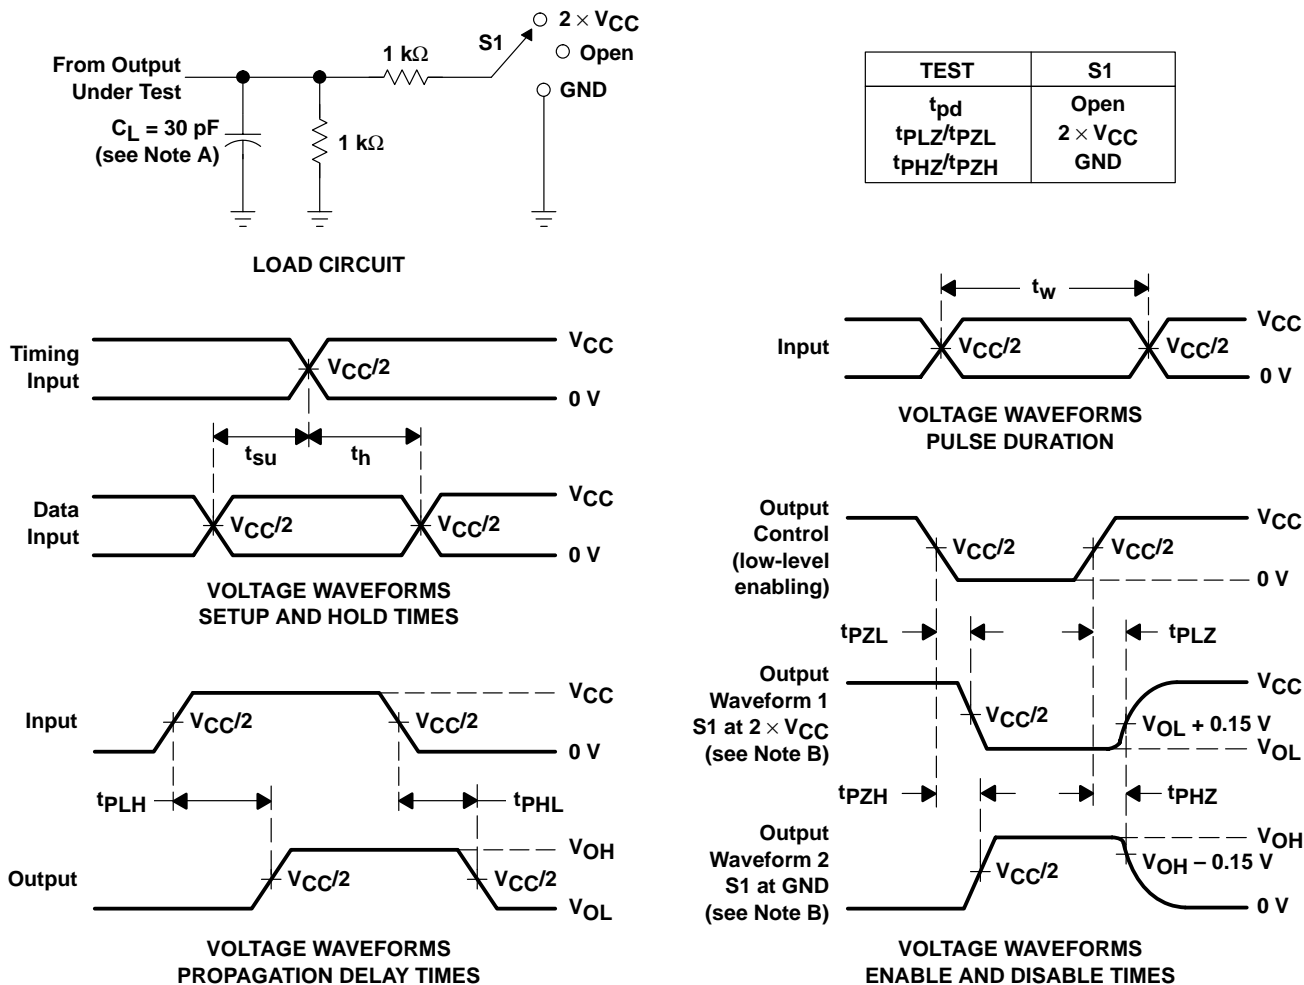 From Output
Under Test
C_L = 30 pF
(see Note A)
1 kΩ
1 kΩ
S1
2 × V_CC
Open
GND
LOAD CIRCUIT
TEST S1
t_pd Open
t_PLZ/t_PZL 2 × V_CC
t_PHZ/t_PZH GND
Timing
Input
V_CC/2
V_CC
0 V
t_su
t_h
Data
Input
V_CC/2
V_CC/2
V_CC
0 V
VOLTAGE WAVEFORMS
SETUP AND HOLD TIMES
t_w
Input
V_CC/2
V_CC/2
V_CC
0 V
VOLTAGE WAVEFORMS
PULSE DURATION
Input
V_CC/2
V_CC/2
V_CC
0 V
t_PLH
t_PHL
Output
V_CC/2
V_CC/2
V_OH
V_OL
VOLTAGE WAVEFORMS
PROPAGATION DELAY TIMES
Output
Control
(low-level
enabling)
V_CC/2
V_CC/2
V_CC
0 V
t_PZL
t_PLZ
Output
Waveform 1
S1 at 2 × V_CC
(see Note B)
V_CC/2
V_CC
V_OL + 0.15 V
V_OL
t_PZH
t_PHZ
Output
Waveform 2
S1 at GND
(see Note B)
V_CC/2
V_OH
V_OH − 0.15 V
0 V
VOLTAGE WAVEFORMS
ENABLE AND DISABLE TIMES